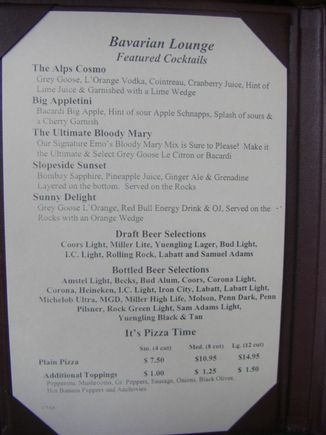 Bavarian Lounge
Featured Cocktails
The Alps Cosmo
Grey Goose, L'Orange Vodka, Cointreau, Cranberry Juice, Hint of
Lime Juice & Garnished with a Lime Wedge
Big Appletini
Bacardi Big Apple, Hint of sour Apple Schnapps, Splash of sours &
a Cherry Garnish
The Ultimate Bloody Mary
Our Signature Emo's Bloody Mary Mix is Sure to Please! Make it
the Ultimate & Select Grey Goose Le Citron or Bacardi
Slopeside Sunset
Bombay Sapphire, Pineapple Juice, Ginger Ale & Grenadine
Layered on the bottom. Served on the Rocks
Sunny Delight
Grey Goose L'Orange, Red Bull Energy Drink & OJ, Served on the
Rocks with an Orange Wedge
Draft Beer Selections
Coors Light, Miller Lite, Yuengling Lager, Bud Light,
I.C. Light, Rolling Rock, Labatt and Samuel Adams
Bottled Beer Selections
Amstel Light, Becks, Bud Alum, Coors, Corona Light,
Corona, Heineken, I.C. Light, Iron City, Labatt, Labatt Light,
Michelob Ultra, MGD, Miller High Life, Molson, Penn Dark, Penn
Pilsner, Rock Green Light, Sam Adams Light,
Yuengling Black & Tan
It's Pizza Time
Sm. (4 cut) Med. (8 cut) Lg. (12 cut)
Plain Pizza $ 7.50 $10.95 $14.95
Additional Toppings $ 1.00 $ 1.25 $ 1.50
Pepperoni, Mushrooms, Gr. Peppers, Sausage, Onions, Black Olives,
Hot Banana Peppers and Anchovies